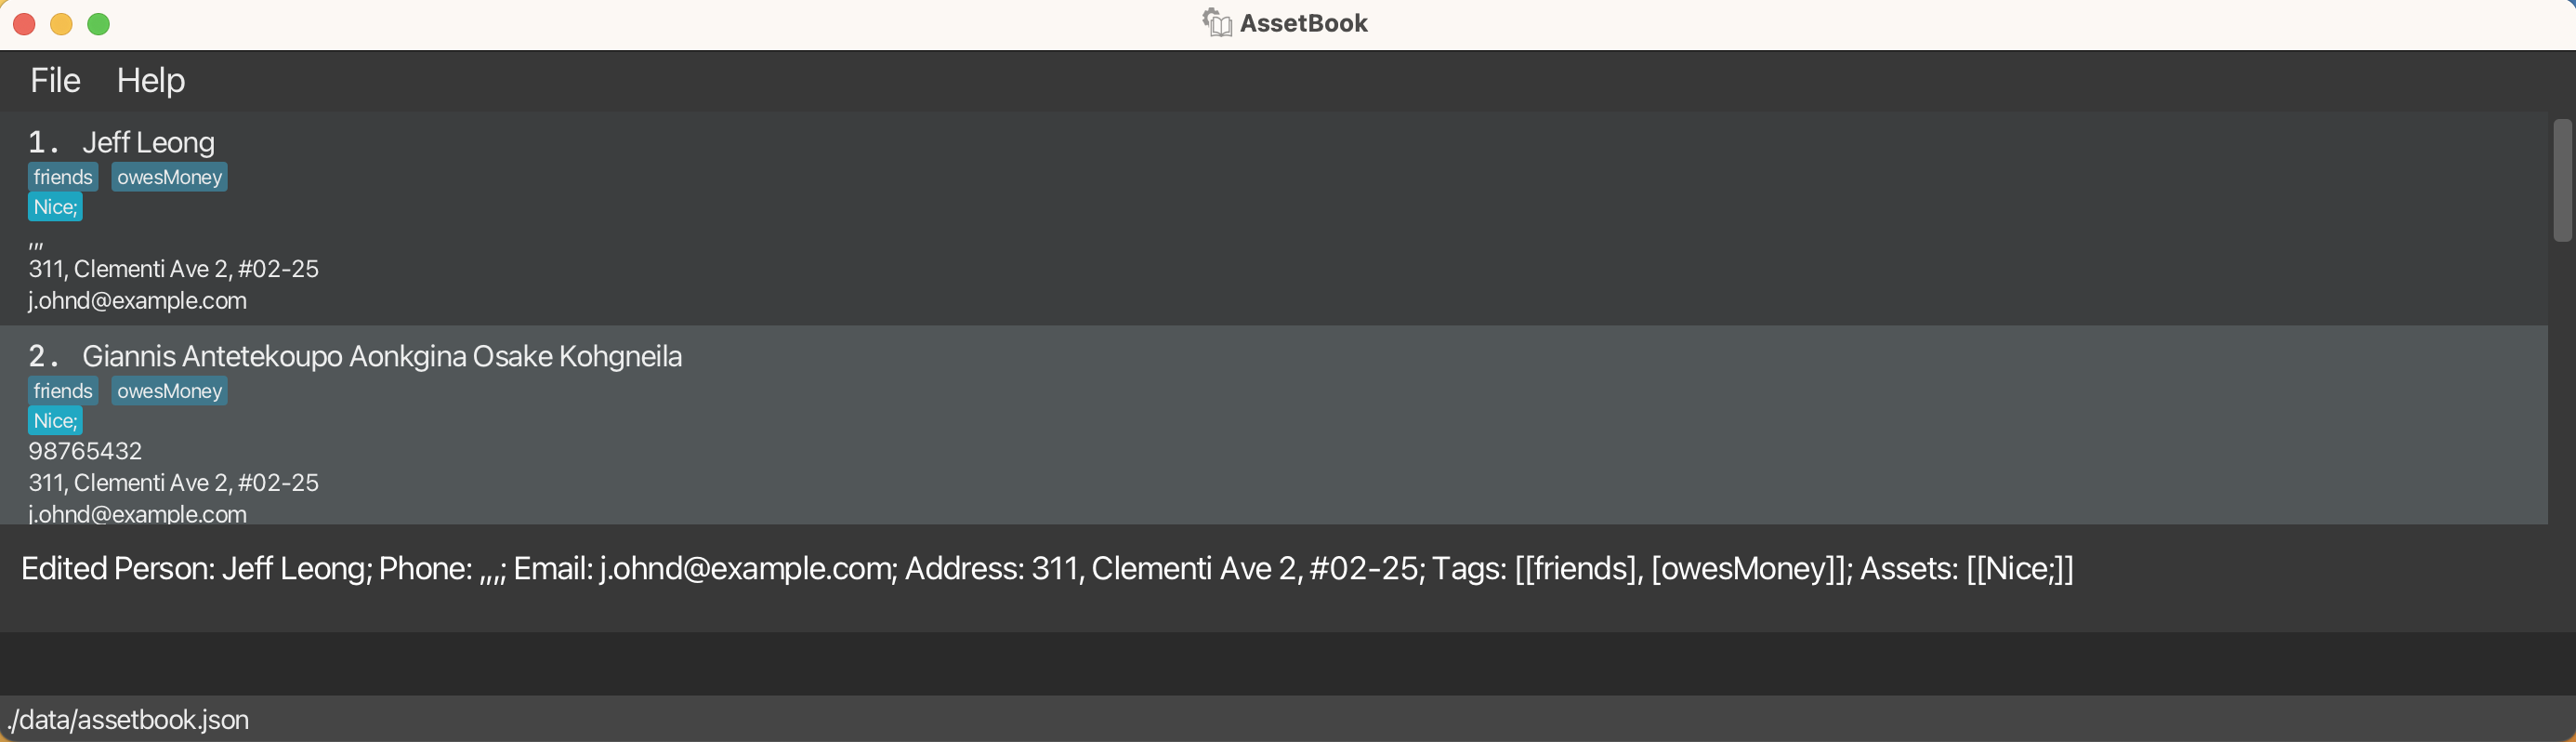 AssetBook
File Help
1. Jeff Leong
friends owesMoney
Nice;
,,,
311, Clementi Ave 2, #02-25
j.ohnd@example.com
2. Giannis Antetekoupo Aonkgina Osake Kohgneila
friends owesMoney
Nice;
98765432
311, Clementi Ave 2, #02-25
j.ohnd@example.com
Edited Person: Jeff Leong; Phone: ,,,; Email: j.ohnd@example.com; Address: 311, Clementi Ave 2, #02-25; Tags: [[friends], [owesMoney]]; Assets: [[Nice;]]
./data/assetbook.json